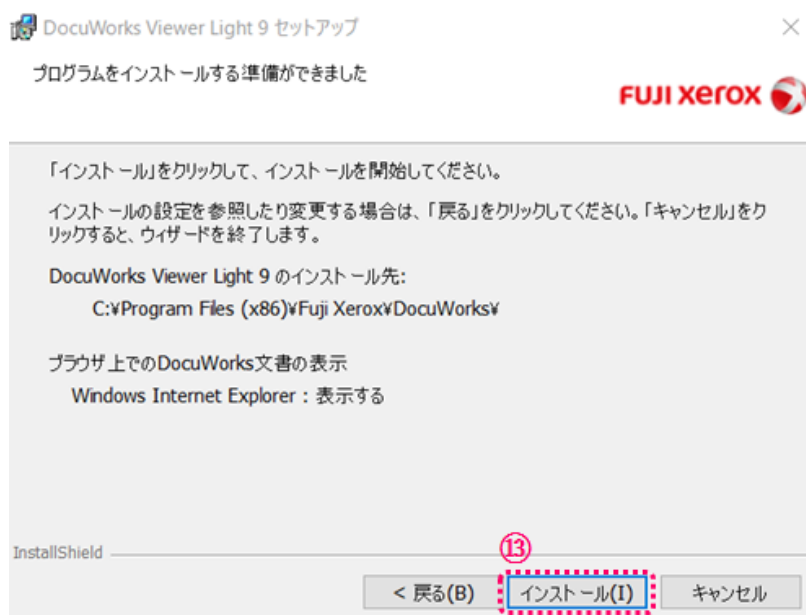 DocuWorks Viewer Light 9 セットアップ
プログラムをインストールする準備ができました
FUJI xerox
「インストール」をクリックして、インストールを開始してください。
インストールの設定を参照したり変更する場合は、「戻る」をクリックしてください。「キャンセル」をク
リックすると、ウィザードを終了します。
DocuWorks Viewer Light 9 のインストール先:
C:¥Program Files (x86)¥Fuji Xerox¥DocuWorks¥
ブラウザ上でのDocuWorks文書の表示
Windows Internet Explorer : 表示する
InstallShield
⑬
< 戻る(B)
インストール(I)
キャンセル